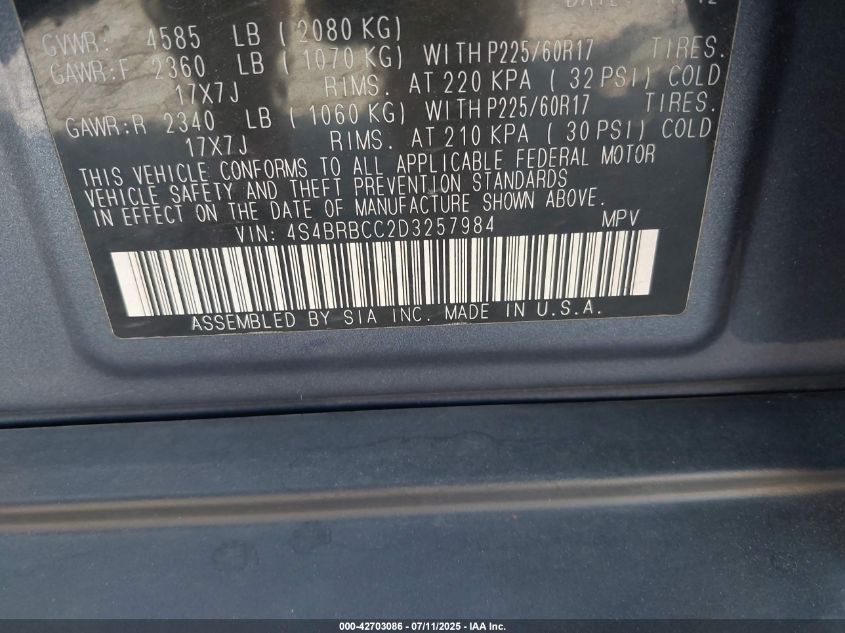 DATE:
GVWR: 4585 LB ( 2080 KG)
GAWR:F 2360 LB ( 1070 KG) WITH P225/60R17 TIRES.
17X7J RIMS. AT 220 KPA ( 32 PSI) COLD
GAWR:R 2340 LB ( 1060 KG) WITH P225/60R17 TIRES.
17X7J RIMS. AT 210 KPA ( 30 PSI) COLD
THIS VEHICLE CONFORMS TO ALL APPLICABLE FEDERAL MOTOR
VEHICLE SAFETY AND THEFT PREVENTION STANDARDS
IN EFFECT ON THE DATE OF MANUFACTURE SHOWN ABOVE.
VIN: 4S4BRBCC2D3257984 MPV
ASSEMBLED BY SIA INC. MADE IN U.S.A.
000-42703086 - 07/11/2025 - IAA Inc.